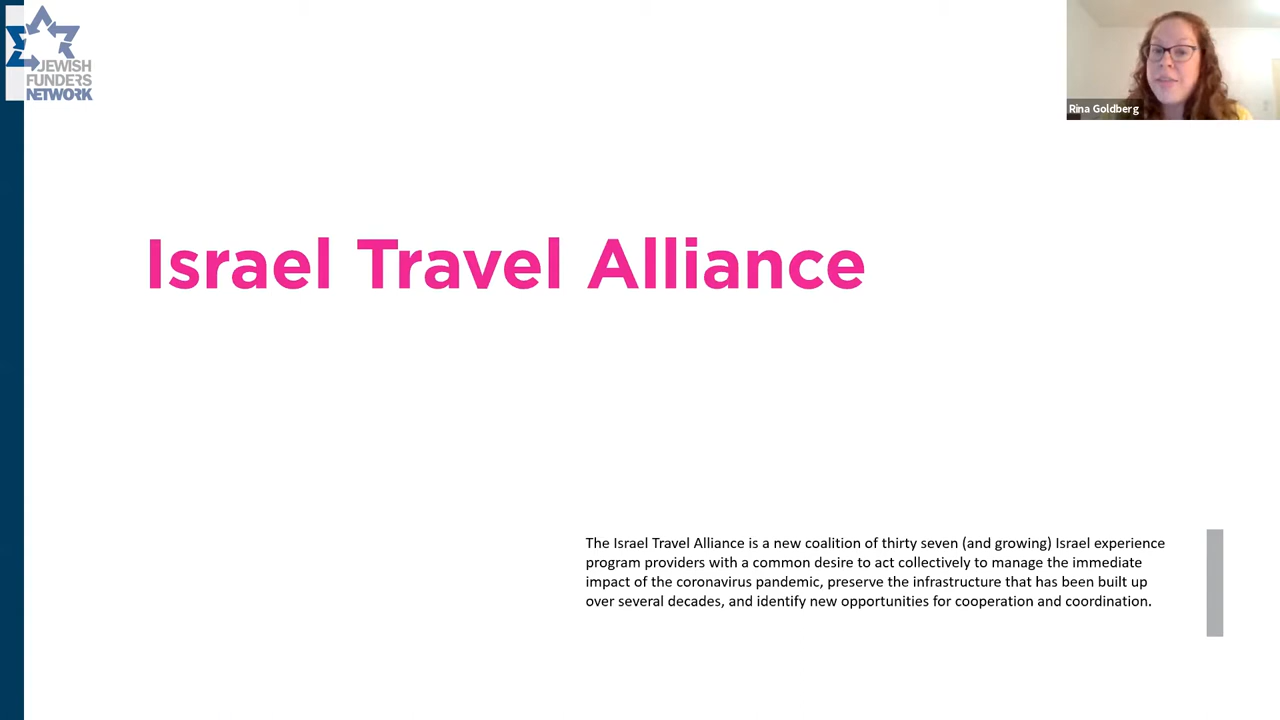 JEWISH
FUNDERS
NETWORK
Rina Goldberg
Israel Travel Alliance
The Israel Travel Alliance is a new coalition of thirty seven (and growing) Israel experience
program providers with a common desire to act collectively to manage the immediate
impact of the coronavirus pandemic, preserve the infrastructure that has been built up
over several decades, and identify new opportunities for cooperation and coordination.